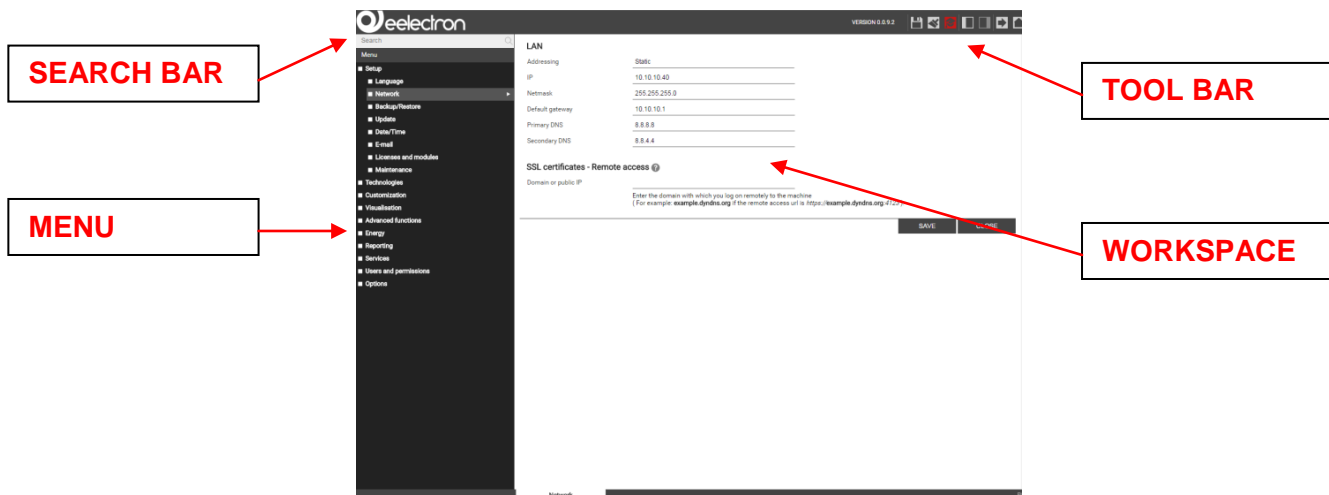 eelectron
VERSION 0.0.9.2
Search
Menu
Setup
Language
Network
Backup/Restore
Update
Date/Time
E-mail
Licenses and modules
Maintenance
Technologies
Customization
Visualisation
Advanced functions
Energy
Reporting
Services
Users and permissions
Options
LAN
Addressing Static
IP 10.10.10.40
Netmask 255.255.255.0
Default gateway 10.10.10.1
Primary DNS 8.8.8.8
Secondary DNS 8.8.4.4
SSL certificates - Remote access ?
Domain or public IP
Enter the domain with which you log on remotely to the machine
( For example: example.dyndns.org if the remote access url is https://example.dyndns.org:4123 )
SAVE CLOSE
Network
SEARCH BAR
MENU
TOOL BAR
WORKSPACE